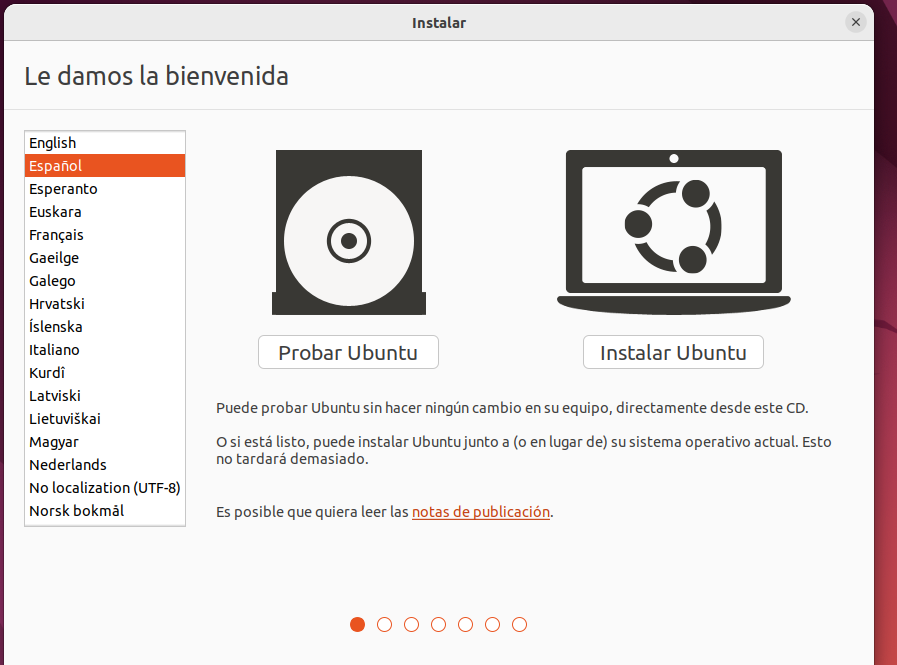 Instalar
Le damos la bienvenida
English
Español
Esperanto
Euskara
Français
Gaeilge
Galego
Hrvatski
Íslenska
Italiano
Kurdî
Latviski
Lietuviškai
Magyar
Nederlands
No localization (UTF-8)
Norsk bokmål
Probar Ubuntu
Instalar Ubuntu
Puede probar Ubuntu sin hacer ningún cambio en su equipo, directamente desde este CD.
O si está listo, puede instalar Ubuntu junto a (o en lugar de) su sistema operativo actual. Esto
no tardará demasiado.
Es posible que quiera leer las notas de publicación.